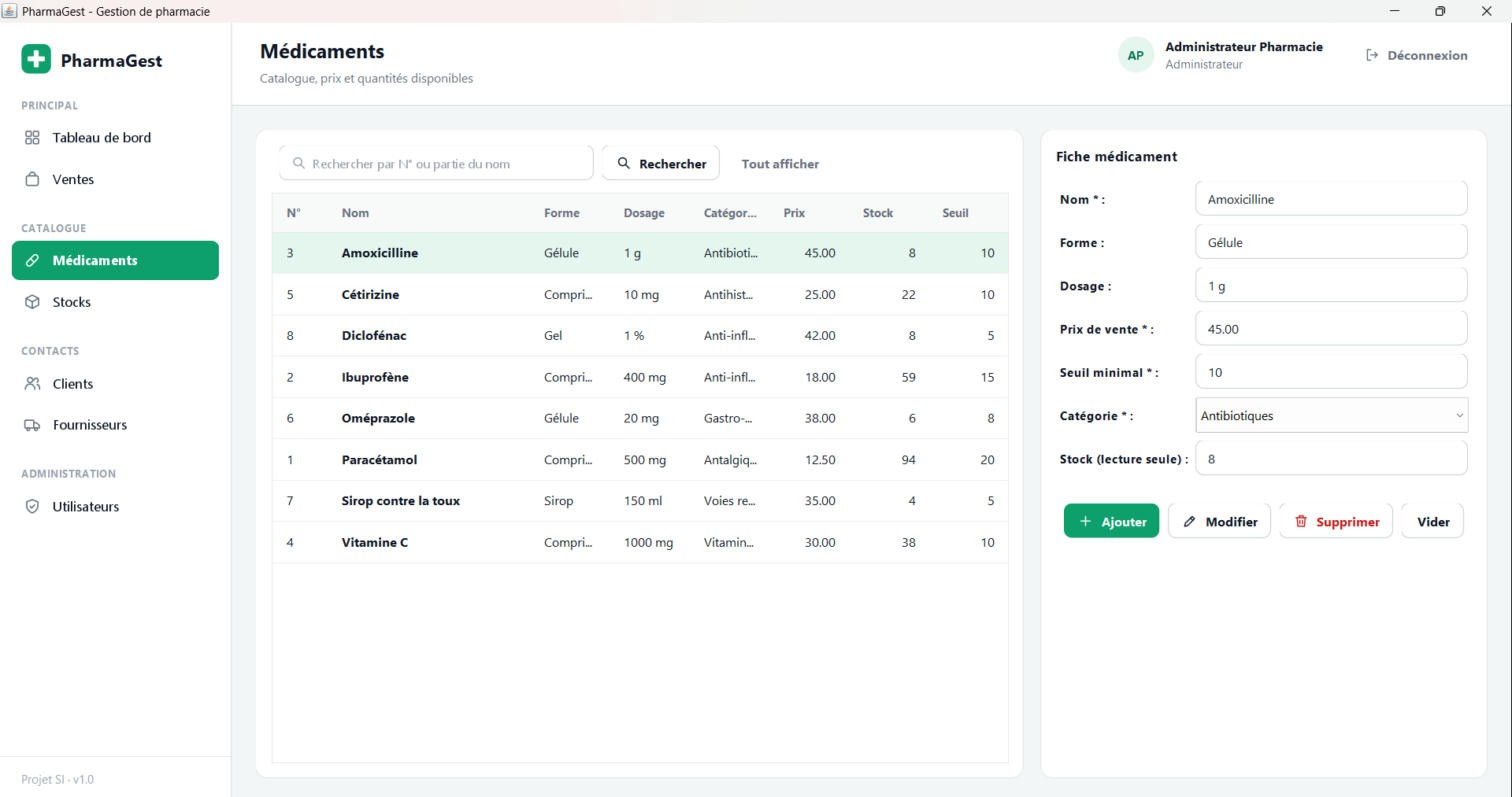 PharmaGest - Gestion de pharmacie
PharmaGest
PRINCIPAL
Tableau de bord
Ventes
CATALOGUE
Médicaments
Stocks
CONTACTS
Clients
Fournisseurs
ADMINISTRATION
Utilisateurs
Projet SI - v1.0
Médicaments
Catalogue, prix et quantités disponibles
AP
Administrateur Pharmacie
Administrateur
Déconnexion
Rechercher par N° ou partie du nom
Rechercher
Tout afficher
N° Nom Forme Dosage Catégor... Prix Stock Seuil
3 Amoxicilline Gélule 1 g Antibioti... 45.00 8 10
5 Cétirizine Compri... 10 mg Antihist... 25.00 22 10
8 Diclofénac Gel 1 % Anti-infl... 42.00 8 5
2 Ibuprofène Compri... 400 mg Anti-infl... 18.00 59 15
6 Oméprazole Gélule 20 mg Gastro-... 38.00 6 8
1 Paracétamol Compri... 500 mg Antalgiq... 12.50 94 20
7 Sirop contre la toux Sirop 150 ml Voies re... 35.00 4 5
4 Vitamine C Compri... 1000 mg Vitamin... 30.00 38 10
Fiche médicament
Nom * : Amoxicilline
Forme : Gélule
Dosage : 1 g
Prix de vente * : 45.00
Seuil minimal * : 10
Catégorie * : Antibiotiques
Stock (lecture seule) : 8
Ajouter
Modifier
Supprimer
Vider